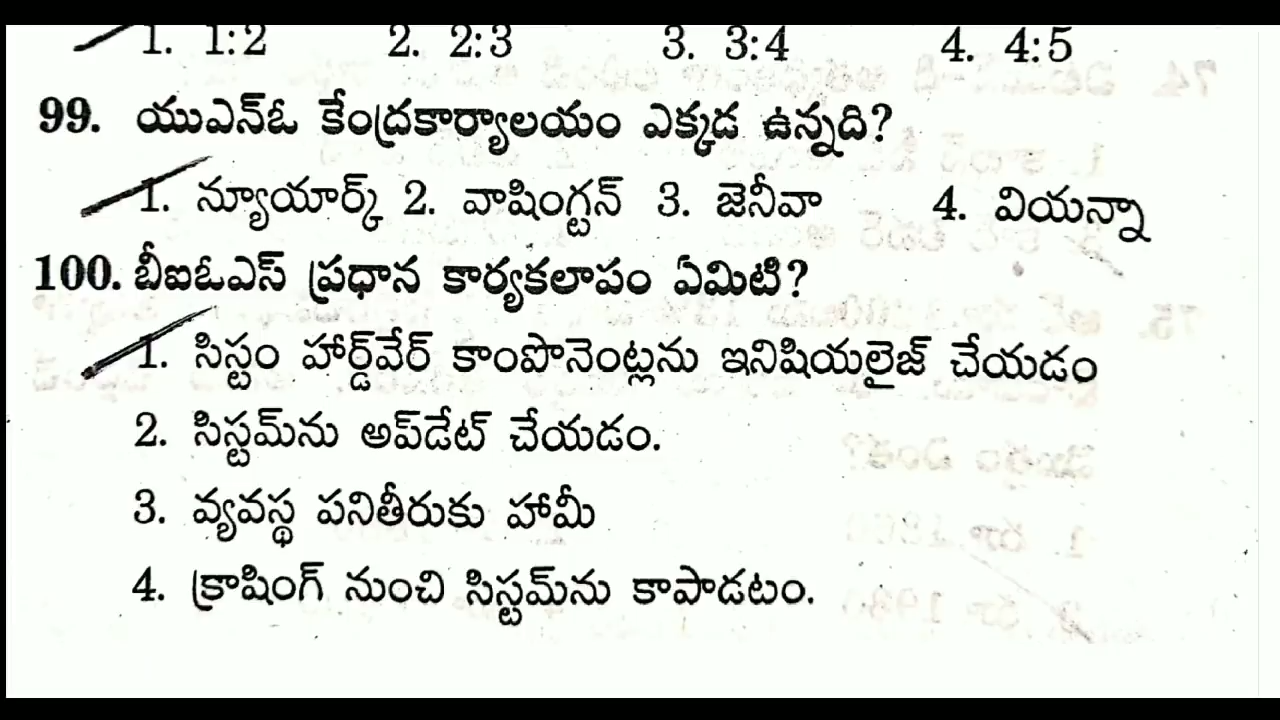 1. 1:2 2. 2:3 3. 3:4 4. 4:5
99. యుఎన్ఓ కేంద్రకార్యాలయం ఎక్కడ ఉన్నది?
1. న్యూయార్క్ 2. వాషింగ్టన్ 3. జెనీవా 4. వియన్నా
100. బీఐఓఎస్ ప్రధాన కార్యకలాపం ఏమిటి?
1. సిస్టం హార్డ్‌వేర్ కాంపొనెంట్లను ఇనిషియలైజ్ చేయడం
2. సిస్టమ్‌ను అప్‌డేట్ చేయడం.
3. వ్యవస్థ పనితీరుకు హామీ
4. క్రాషింగ్ నుంచి సిస్టమ్‌ను కాపాడటం.